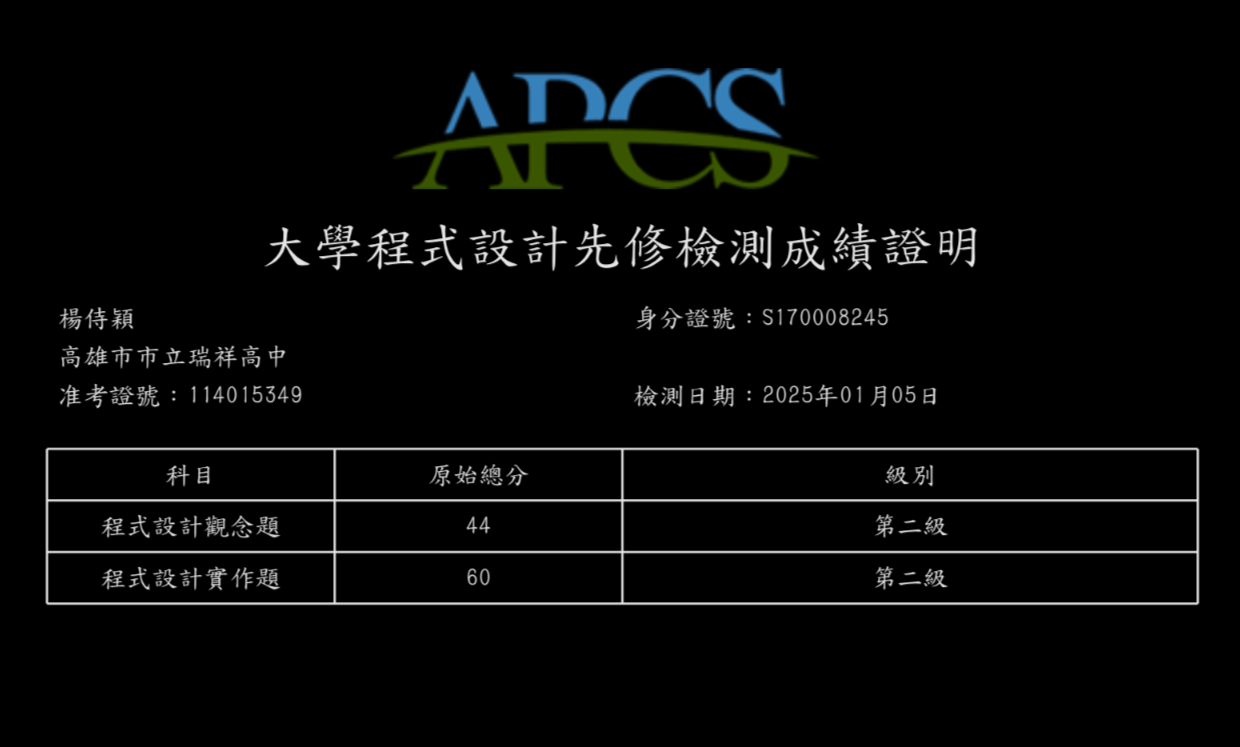 APCS
大學程式設計先修檢測成績證明
楊侍穎 身分證號：S170008245
高雄市市立瑞祥高中
准考證號：114015349 檢測日期：2025年01月05日
科目 原始總分 級別
程式設計觀念題 44 第二級
程式設計實作題 60 第二級